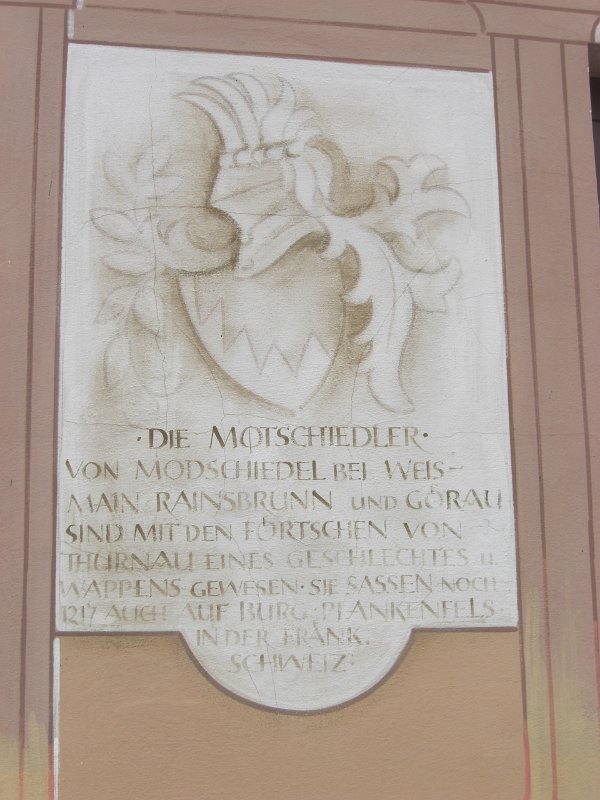 ·DIE MOTSCHIEDLER·
VON MODSCHIEDEL BEI WEIS-
MAIN RAINSBRUNN UND GÖRAU
SIND MIT DEN FÖRTSCHEN VON
THURNAU EINES GESCHLECHTES U.
WAPPENS GEWESEN·SIE SASSEN NOCH
1217 AUCH AUF BURG PLANKENFELS
IN DER FRÄNK.
SCHWEIZ·